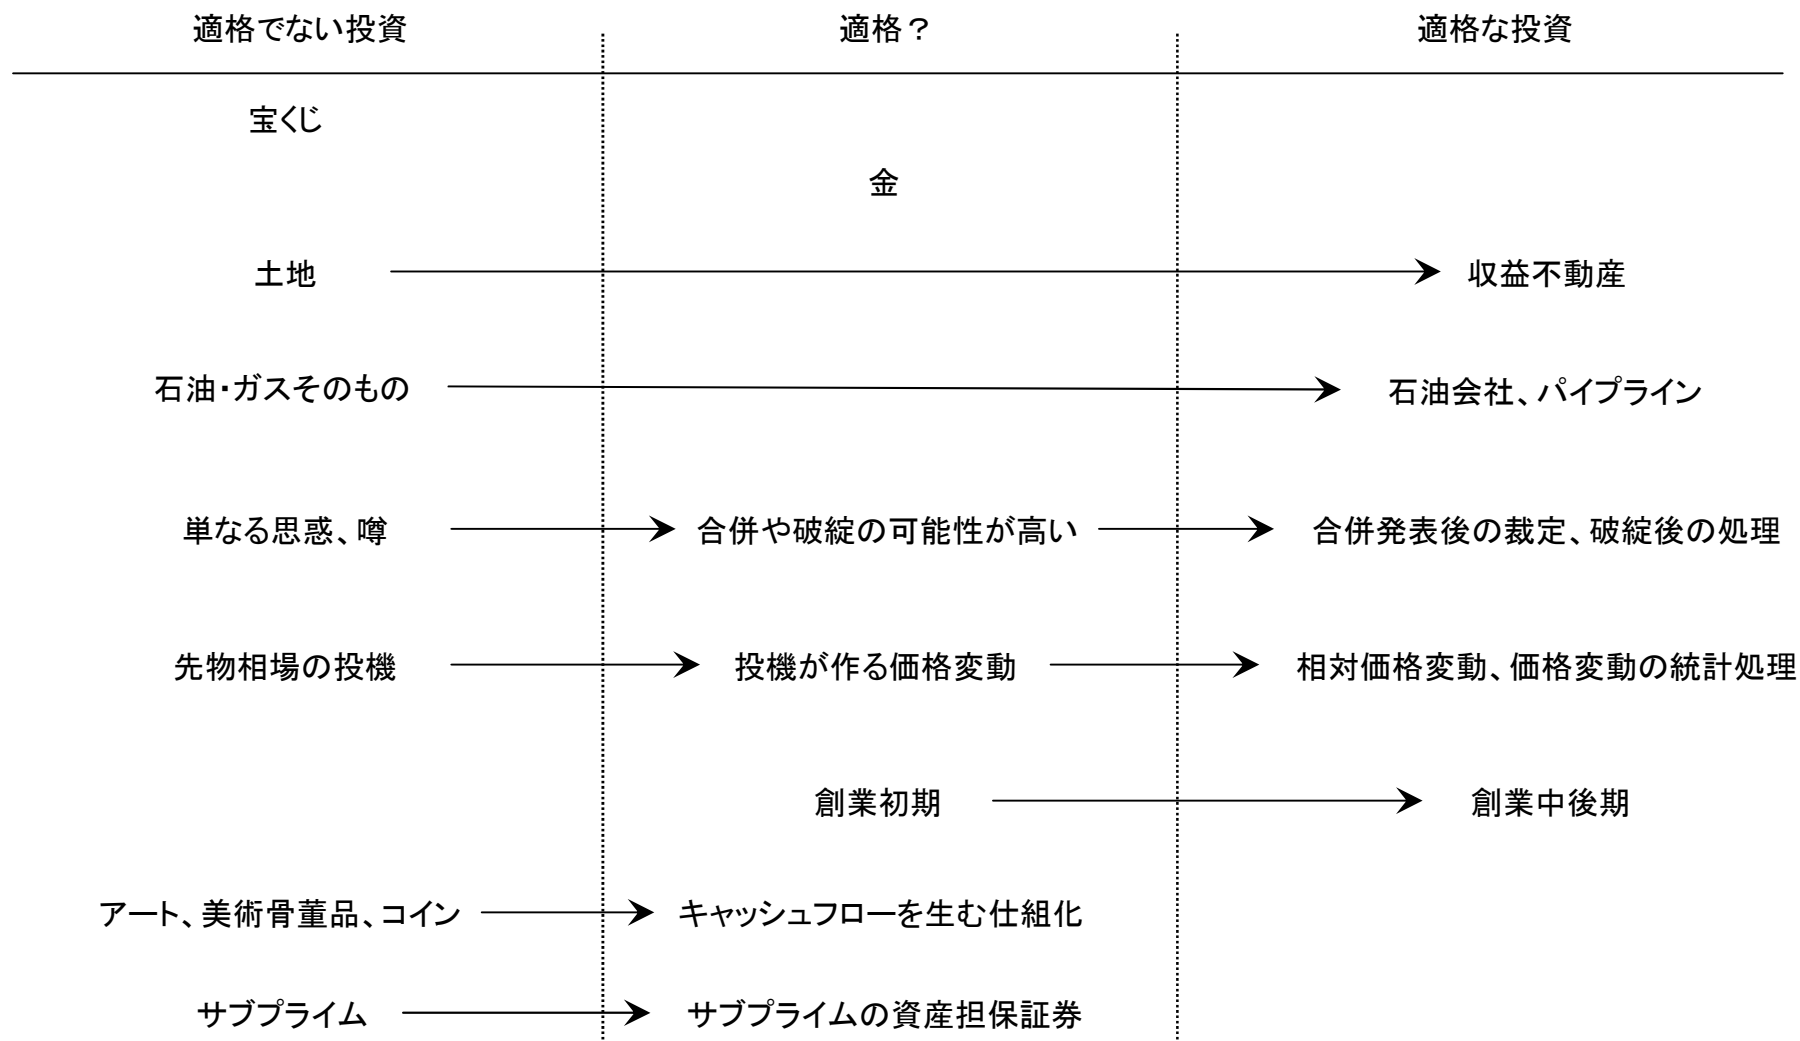 適格でない投資 適格？ 適格な投資
宝くじ
金
土地 収益不動産
石油・ガスそのもの 石油会社、パイプライン
単なる思惑、噂 合併や破綻の可能性が高い 合併発表後の裁定、破綻後の処理
先物相場の投機 投機が作る価格変動 相対価格変動、価格変動の統計処理
創業初期 創業中後期
アート、美術骨董品、コイン キャッシュフローを生む仕組化
サブプライム サブプライムの資産担保証券